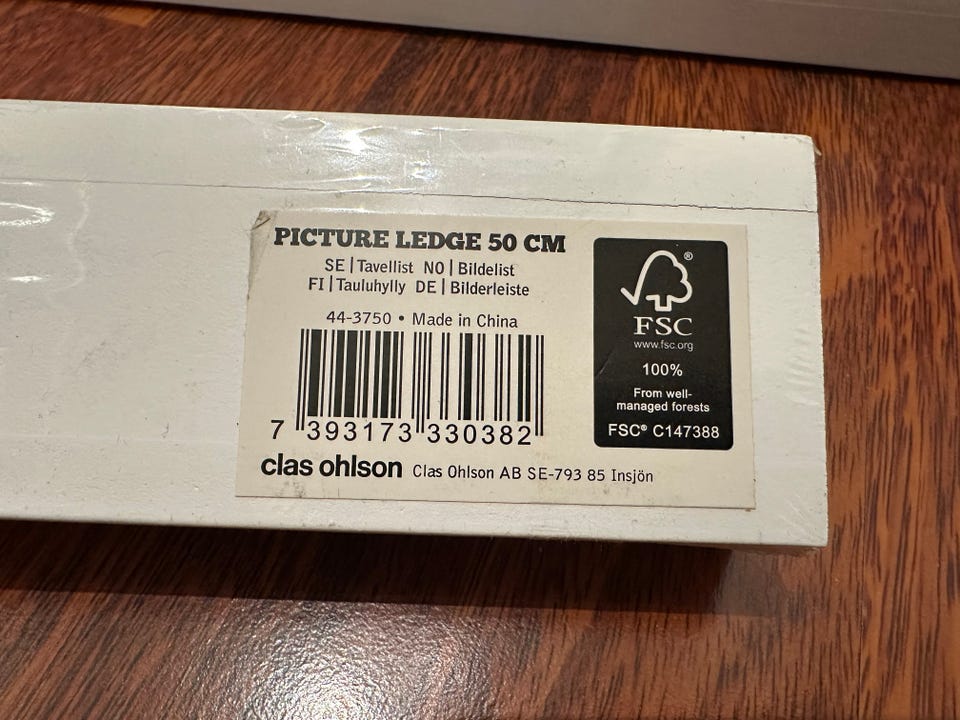 PICTURE LEDGE 50 CM
SE | Tavellist NO | Bildelist
FI | Tauluhylly DE | Bilderleiste
44-3750 • Made in China
7 393173 330382
clas ohlson Clas Ohlson AB SE-793 85 Insjön
®
FSC
www.fsc.org
100%
From well-
managed forests
FSC® C147388